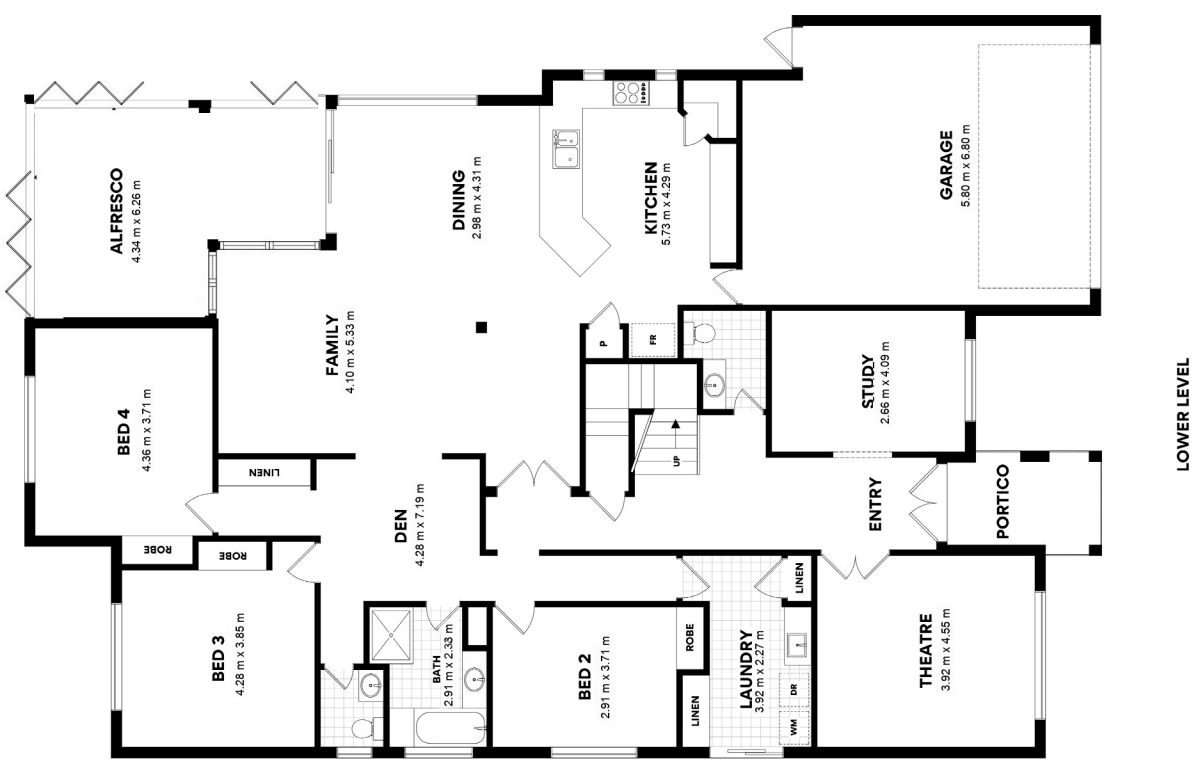 GARAGE
5.80 m x 6.80 m
ALFRESCO
4.34 m x 6.26 m
DINING
2.98 m x 4.31 m
KITCHEN
5.73 m x 4.29 m
FAMILY
4.10 m x 5.33 m
P
FR
STUDY
2.66 m x 4.09 m
LOWER LEVEL
BED 4
4.36 m x 3.71 m
LINEN
UP
DEN
4.28 m x 7.19 m
ENTRY
PORTICO
ROBE
ROBE
LINEN
BED 3
4.28 m x 3.85 m
BATH
2.91 m x 2.33 m
BED 2
2.91 m x 3.71 m
ROBE
LINEN
LAUNDRY
3.92 m x 2.27 m
DR
WM
THEATRE
3.92 m x 4.55 m